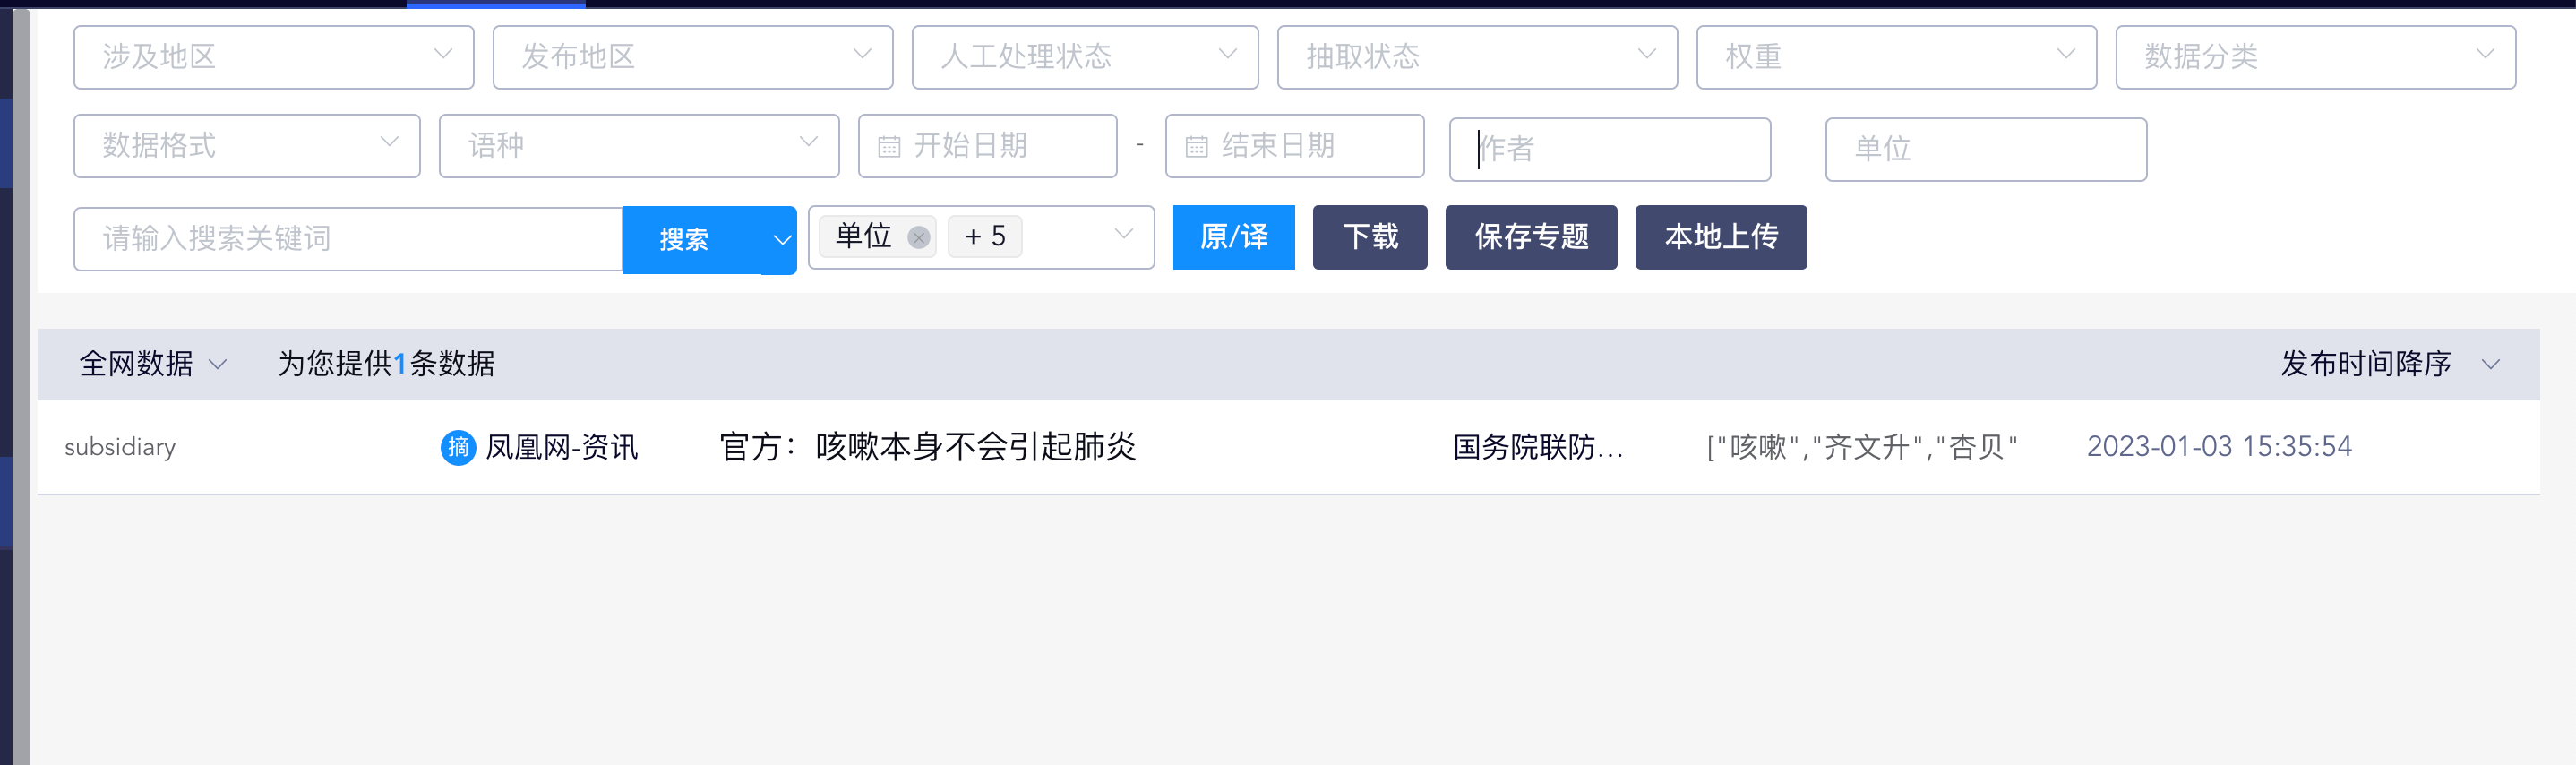 涉及地区 发布地区 人工处理状态 抽取状态 权重 数据分类
数据格式 语种 开始日期 - 结束日期 作者 单位
请输入搜索关键词 搜索 单位 + 5 原/译 下载 保存专题 本地上传
全网数据 为您提供1条数据 发布时间降序
subsidiary 摘 凤凰网-资讯 官方：咳嗽本身不会引起肺炎 国务院联防... ["咳嗽","齐文升","杏贝" 2023-01-03 15:35:54